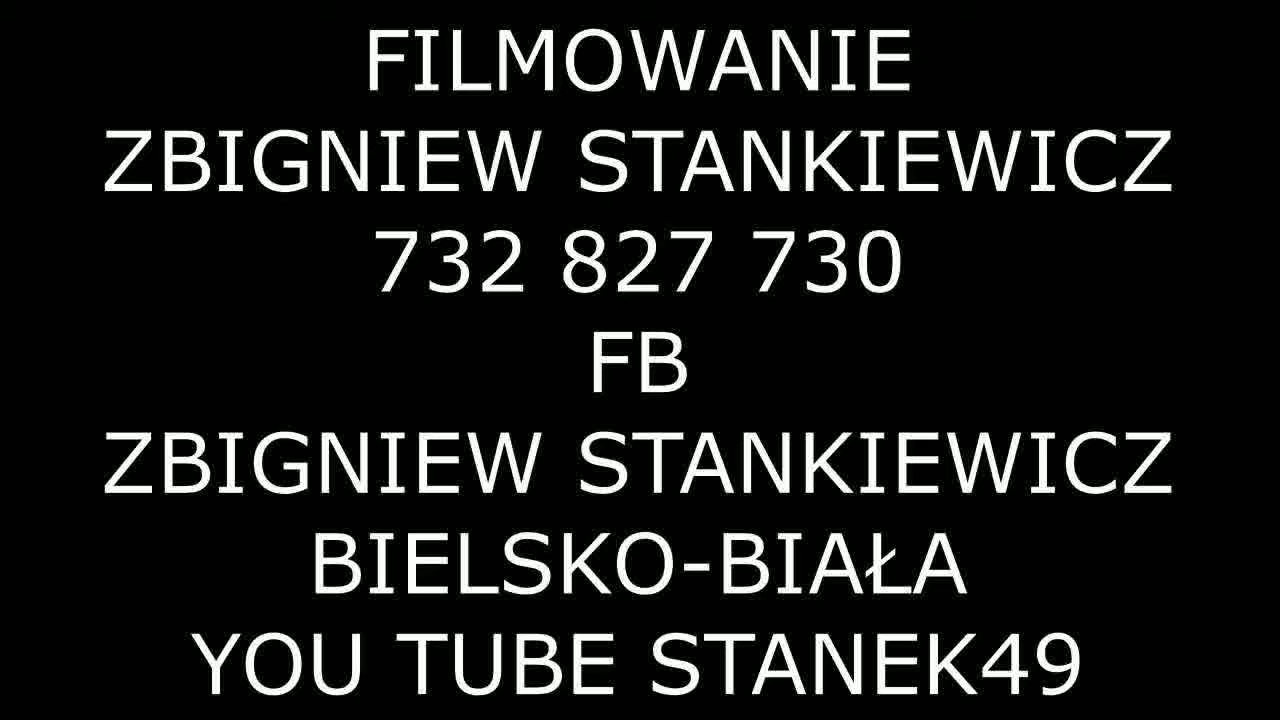 FILMOWANIE
ZBIGNIEW STANKIEWICZ
732 827 730
FB
ZBIGNIEW STANKIEWICZ
BIELSKO-BIAŁA
YOU TUBE STANEK49